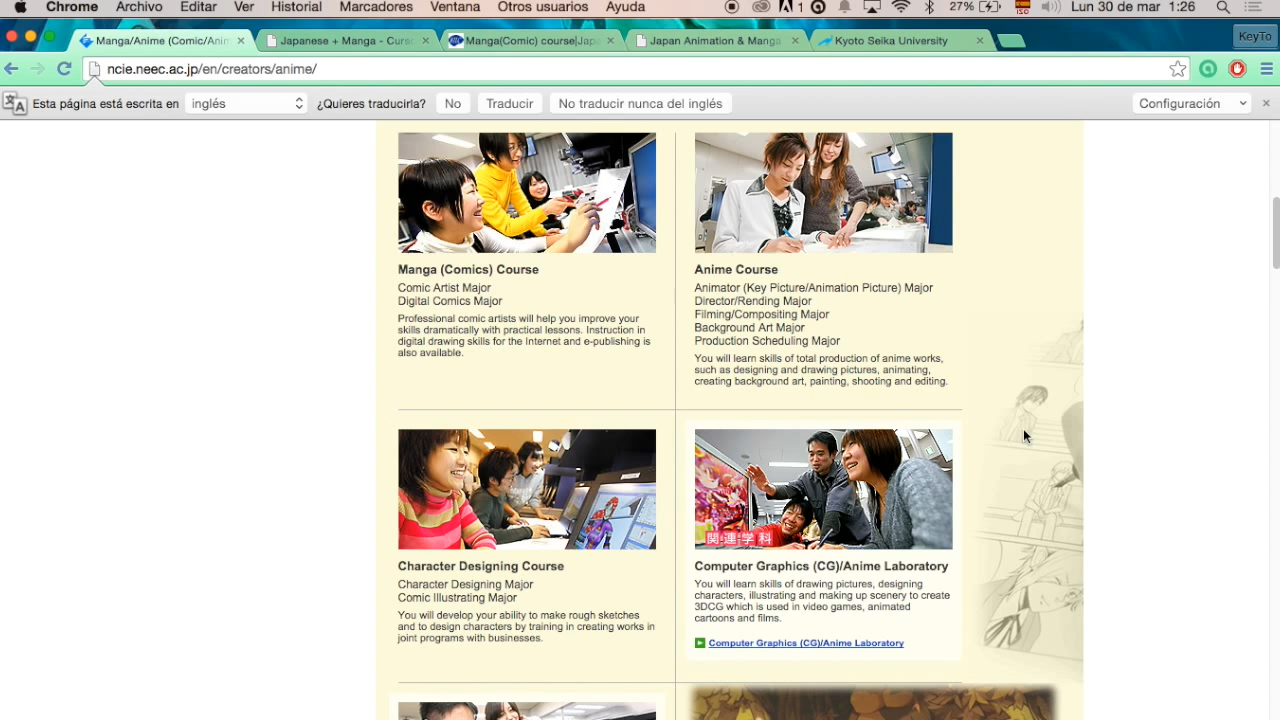 Chrome Archivo Editar Ver Historial Marcadores Ventana Otros usuarios Ayuda 1 27% ISO Lun 30 de mar 1:26
Manga/Anime (Comic/Anim × Japanese + Manga - Curso × Manga(Comic) course|Japa × Japan Animation & Manga × Kyoto Seika University × KeyTo
ncie.neec.ac.jp/en/creators/anime/
Esta página está escrita en inglés ¿Quieres traducirla? No Traducir No traducir nunca del inglés Configuración ×
Manga (Comics) Course
Comic Artist Major
Digital Comics Major
Professional comic artists will help you improve your
skills dramatically with practical lessons. Instruction in
digital drawing skills for the Internet and e-publishing is
also available.
Anime Course
Animator (Key Picture/Animation Picture) Major
Director/Rending Major
Filming/Compositing Major
Background Art Major
Production Scheduling Major
You will learn skills of total production of anime works,
such as designing and drawing pictures, animating,
creating background art, painting, shooting and editing.
Character Designing Course
Character Designing Major
Comic Illustrating Major
You will develop your ability to make rough sketches
and to design characters by training in creating works in
joint programs with businesses.
関連学科
Computer Graphics (CG)/Anime Laboratory
You will learn skills of drawing pictures, designing
characters, illustrating and making up scenery to create
3DCG which is used in video games, animated
cartoons and films.
Computer Graphics (CG)/Anime Laboratory